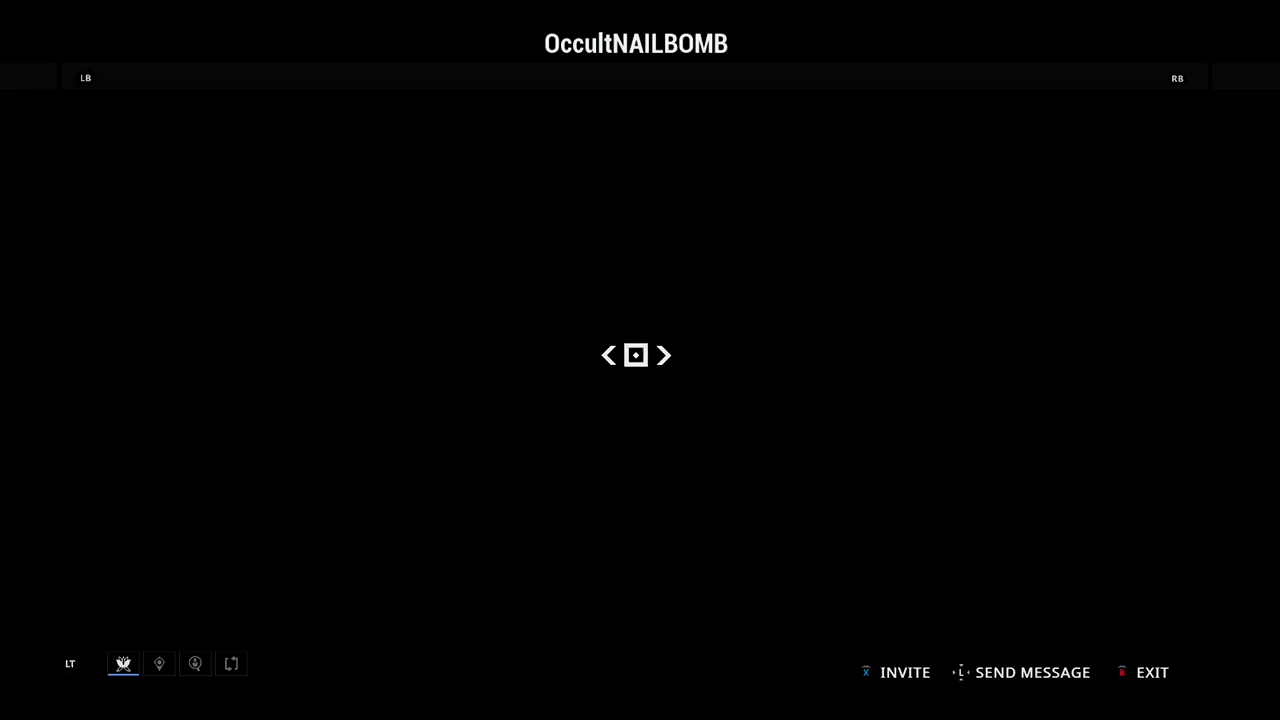 OccultNAILBOMB
LB
RB
LT
X INVITE
L SEND MESSAGE
B EXIT